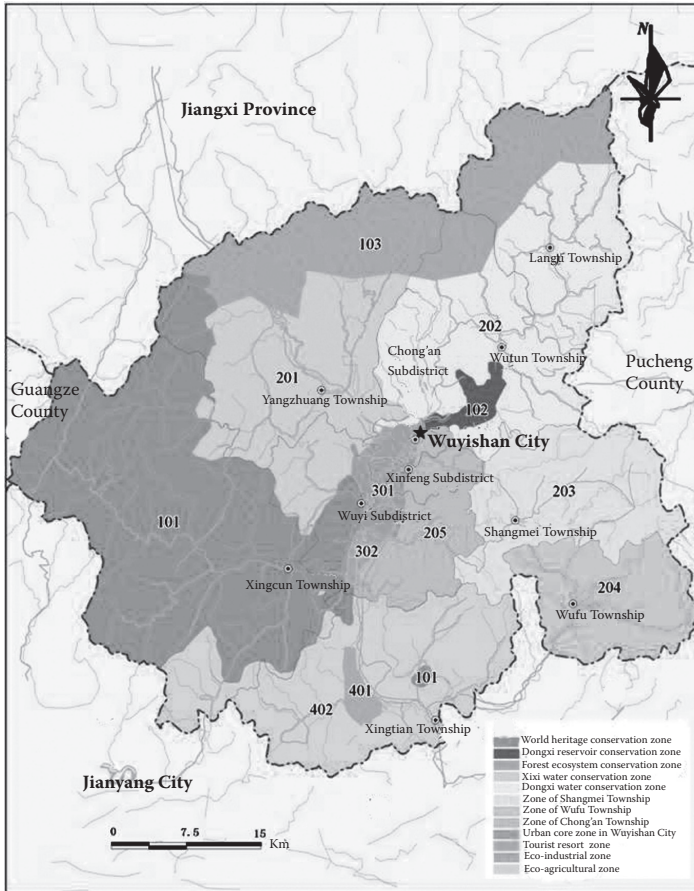 N
Jiangxi Province
103
Langu Township
202
Chong'an
Subdistrict
Wutun Township
Pucheng
County
Guangze
County
201
Yangzhuang Township
102
Wuyishan City
Xinfeng Subdistrict
203
301
101
Wuyi Subdistrict
Shangmei Township
205
302
Xingcun Township
204
Wufu Township
101
401
402
Xingtian Township
Jianyang City
0 7.5 15
Km
World heritage conservation zone
Dongxi reservoir conservation zone
Forest ecosystem conservation zone
Xixi water conservation zone
Dongxi water conservation zone
Zone of Shangmei Township
Zone of Wufu Township
Zone of Chong'an Township
Urban core zone in Wuyishan City
Tourist resort zone
Eco-industrial zone
Eco-agricultural zone